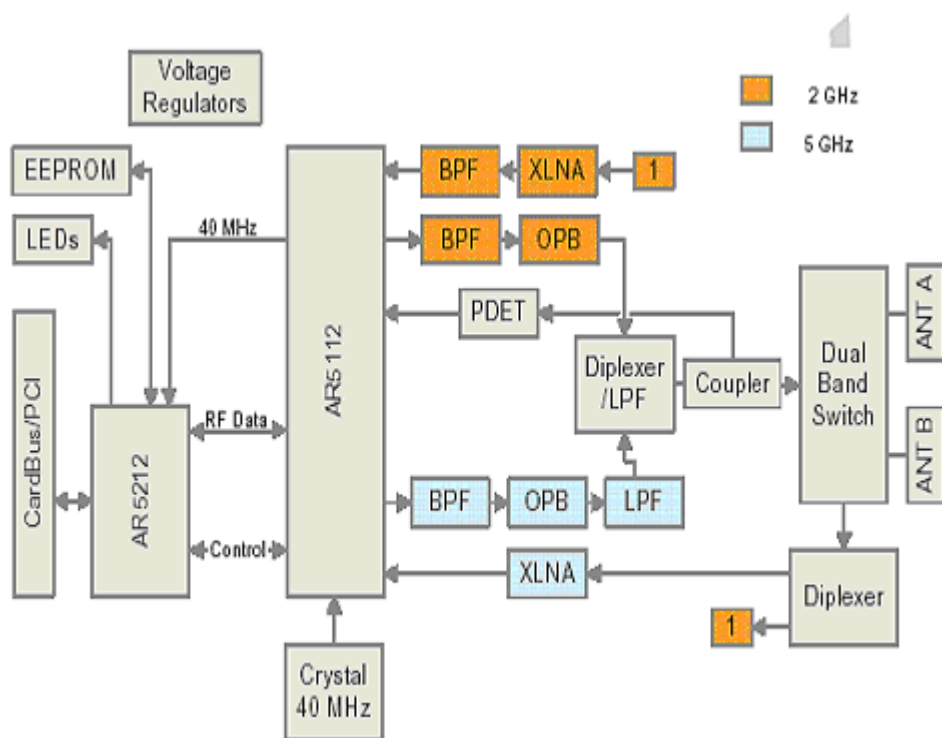 Voltage
Regulators
2 GHz
5 GHz
EEPROM
BPF
XLNA
1
LEDs
40 MHz
BPF
OPB
PDET
ANT A
CardBus/PCI
AR5112
Diplexer
/LPF
Coupler
Dual
Band
Switch
AR5212
RF Data
ANT B
BPF
OPB
LPF
Control
XLNA
Diplexer
1
Crystal
40 MHz